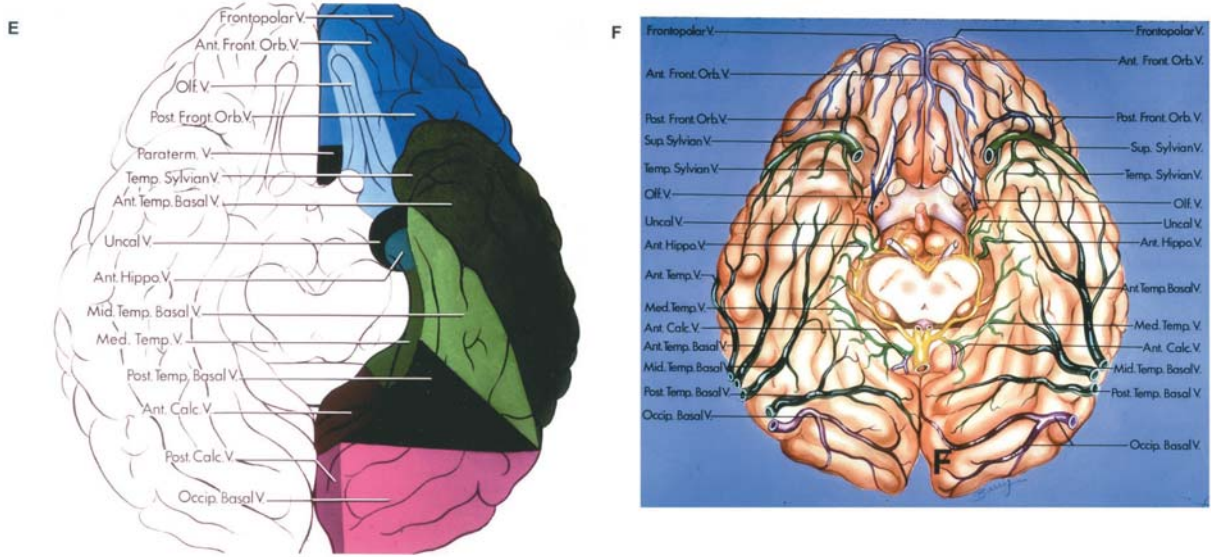 E
Frontopolar V.
Ant. Front. Orb. V.
Olf. V.
Post. Front. Orb. V.
Paraterm. V.
Temp. Sylvian V.
Ant. Temp. Basal V.
Uncal V.
Ant. Hippo. V.
Mid. Temp. Basal V.
Med. Temp. V.
Post. Temp. Basal V.
Ant. Calc. V.
Post. Calc. V.
Occip. Basal V.
F
Frontopolar V.
Ant. Front. Orb. V.
Post. Front. Orb. V.
Sup. Sylvian V.
Temp. Sylvian V.
Olf. V.
Uncal V.
Ant. Hippo. V.
Ant. Temp. V.
Med. Temp. V.
Ant. Calc. V.
Ant. Temp. Basal V.
Mid. Temp. Basal V.
Post. Temp. Basal V.
Occip. Basal V.
Frontopolar V.
Ant. Front. Orb. V.
Post. Front. Orb. V.
Sup. Sylvian V.
Temp. Sylvian V.
Olf. V.
Uncal V.
Ant. Hippo. V.
Ant. Temp. Basal V.
Med. Temp. V.
Ant. Calc. V.
Mid. Temp. Basal V.
Post. Temp. Basal V.
Occip. Basal V.
F